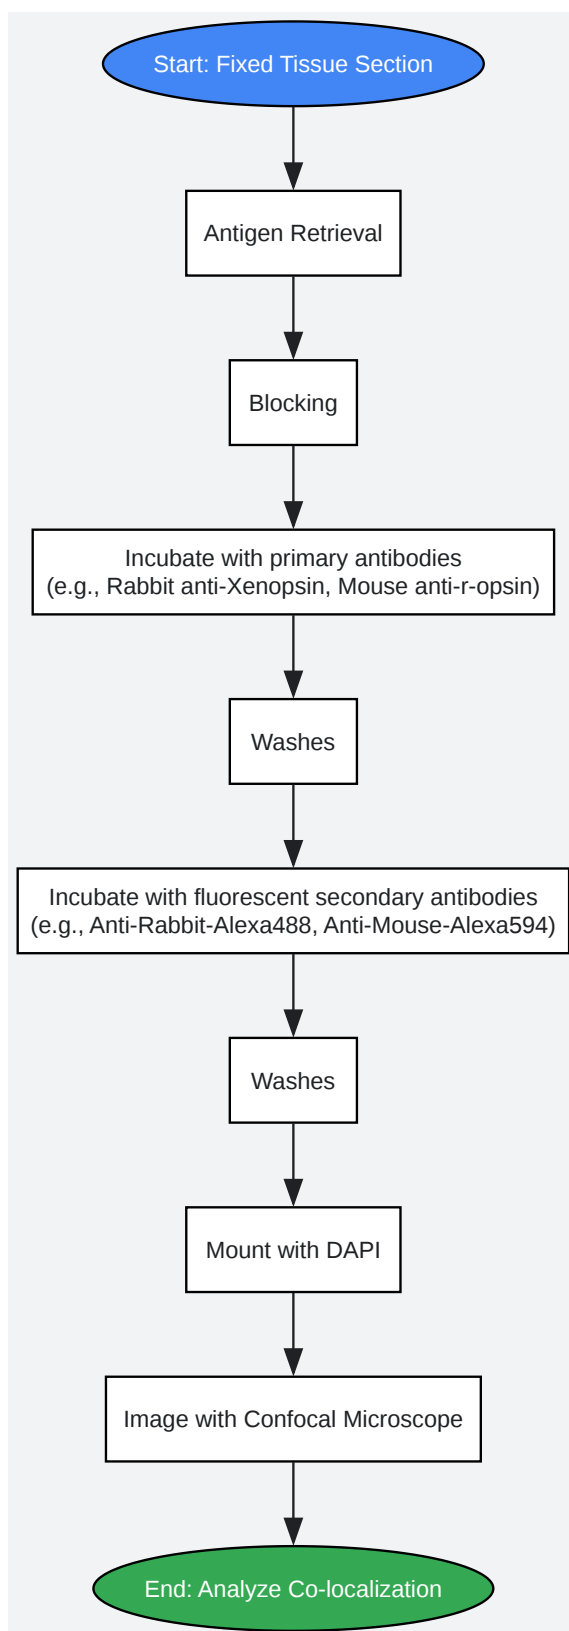 Start: Fixed Tissue Section
Antigen Retrieval
Blocking
Incubate with primary antibodies
(e.g., Rabbit anti-Xenopsin, Mouse anti-r-opsin)
Washes
Incubate with fluorescent secondary antibodies
(e.g., Anti-Rabbit-Alexa488, Anti-Mouse-Alexa594)
Washes
Mount with DAPI
Image with Confocal Microscope
End: Analyze Co-localization